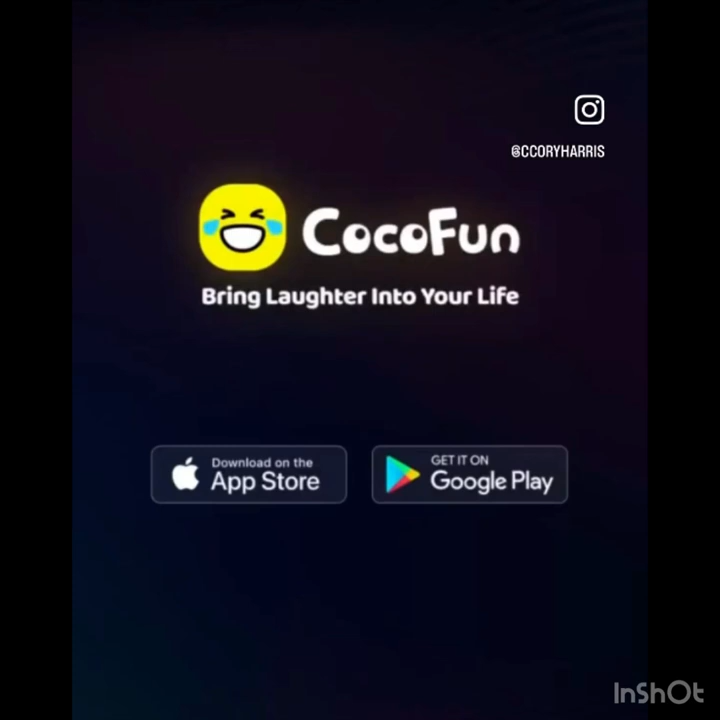 @CCORYHARRIS
CocoFun
Bring Laughter Into Your Life
Download on the
App Store
GET IT ON
Google Play
InShOt